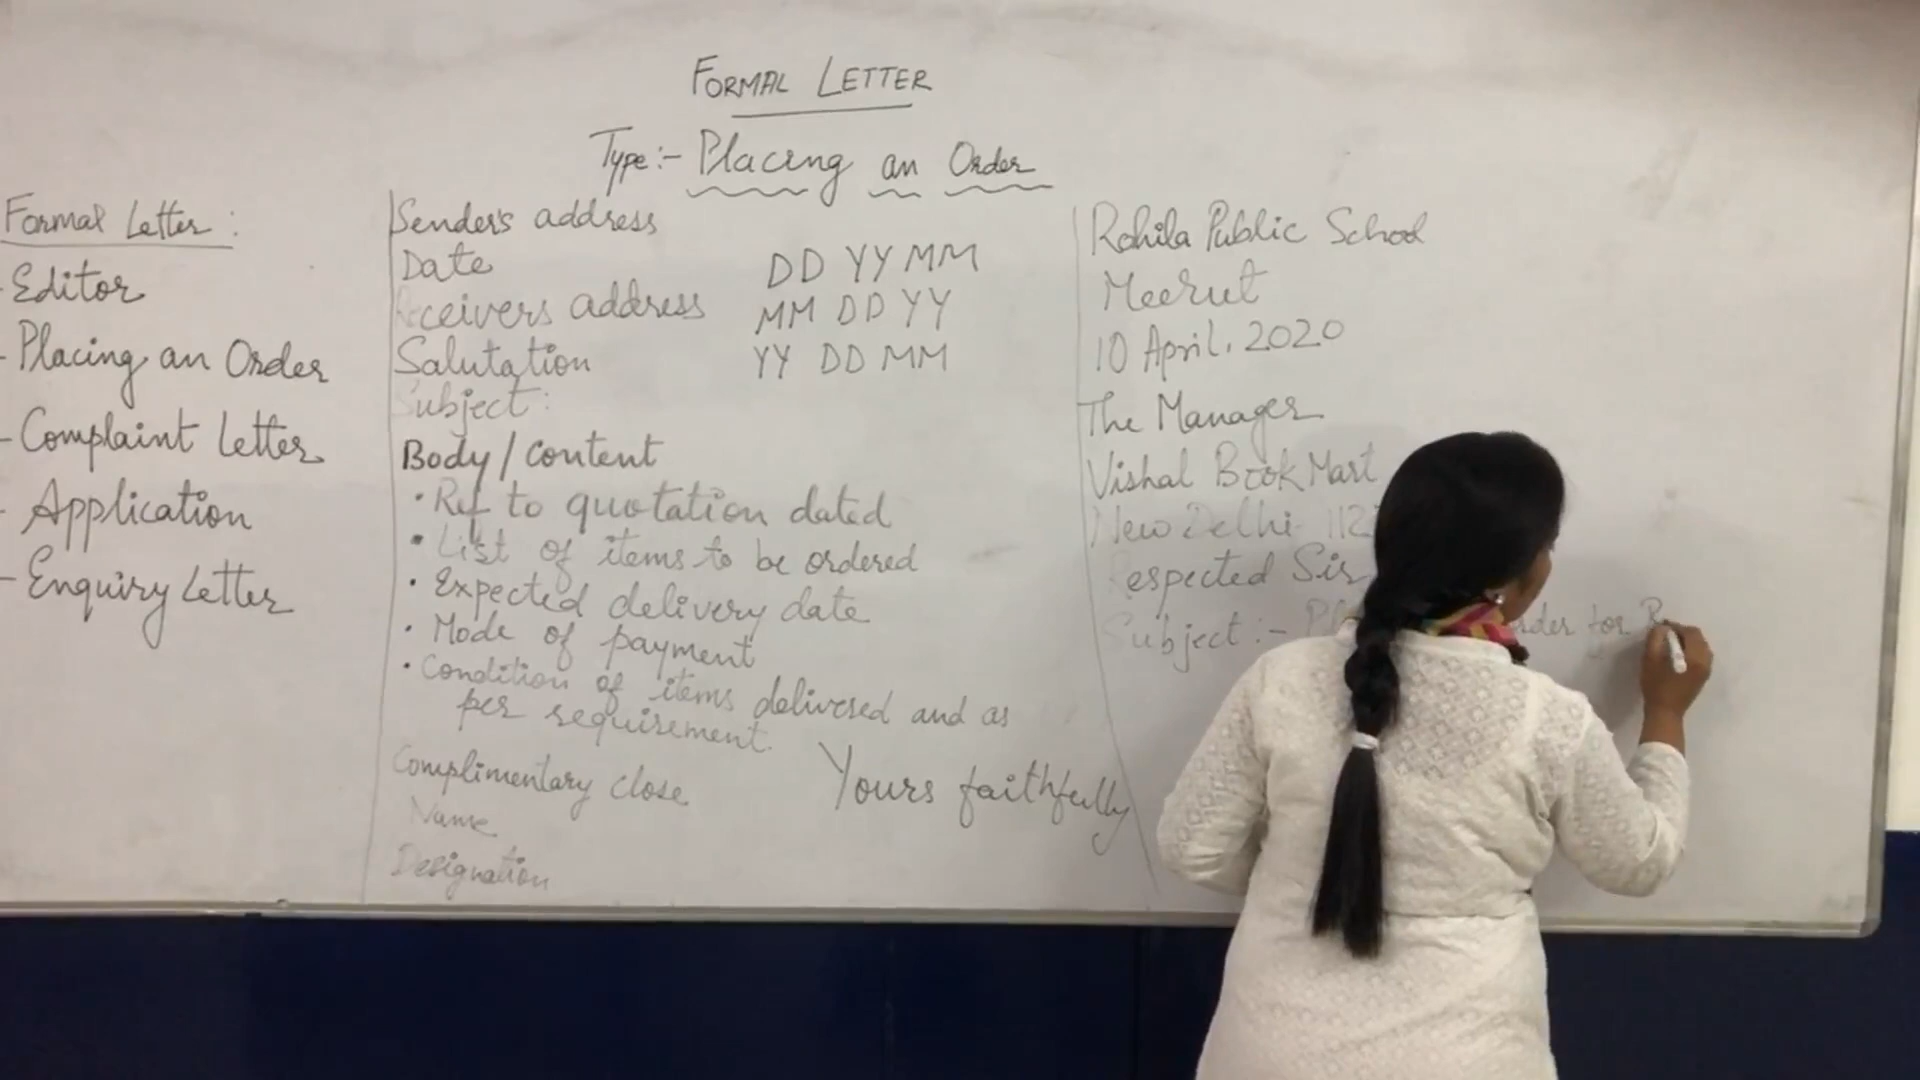 FORMAL LETTER
Type:- Placing an Order
Formal Letter:
- Editor
- Placing an Order
- Complaint Letter
- Application
- Enquiry Letter
Sender's address
Date
Receivers address
Salutation
Subject:
DD YY MM
MM DD YY
YY DD MM
Body/Content
• Ref to quotation dated
• List of items to be ordered
• Expected delivery date
• Mode of payment
• Condition of items delivered and as
per requirement.
Complimentary close
Yours faithfully
Name
Designation
Rohila Public School
Meerut
10 April, 2020
The Manager
Vishal Book Mart
New Delhi- 112
Respected Sir
Subject:- for